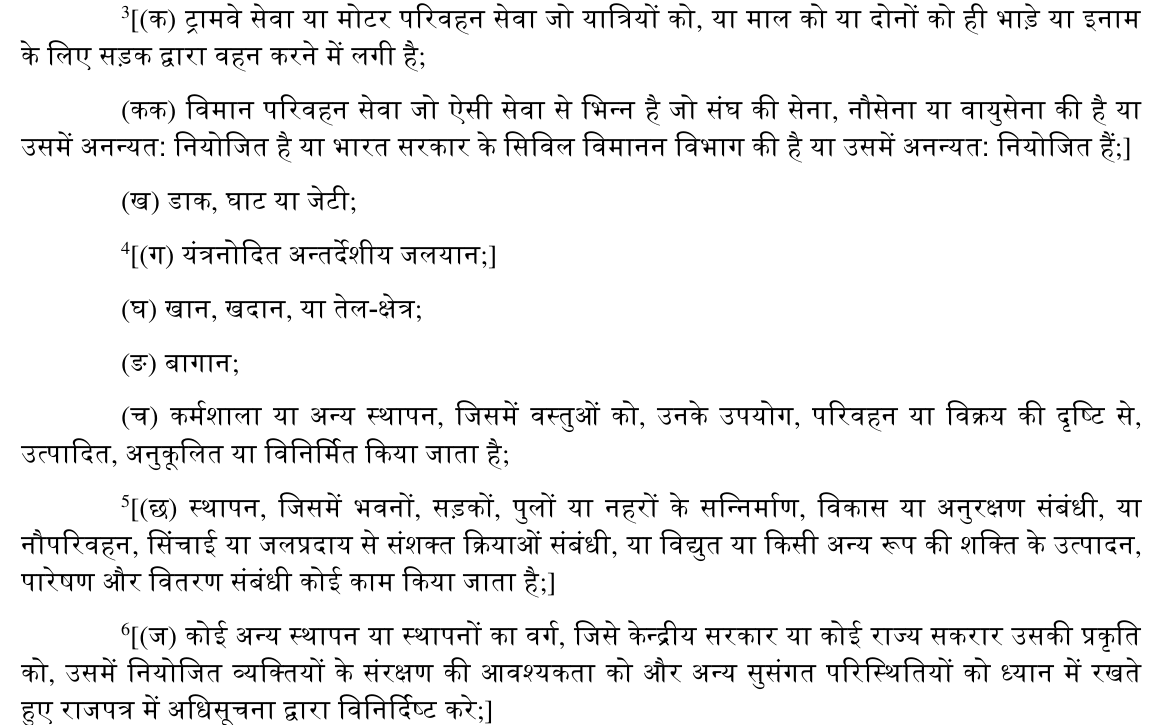 ³[(क) ट्रामवे सेवा या मोटर परिवहन सेवा जो यात्रियों को, या माल को या दोनों को ही भाड़े या इनाम
के लिए सड़क द्वारा वहन करने में लगी है;
(कक) विमान परिवहन सेवा जो ऐसी सेवा से भिन्न है जो संघ की सेना, नौसेना या वायुसेना की है या
उसमें अनन्यत: नियोजित है या भारत सरकार के सिविल विमानन विभाग की है या उसमें अनन्यत: नियोजित हैं;]
(ख) डाक, घाट या जेटी;
⁴[(ग) यंत्रनोदित अन्तर्देशीय जलयान;]
(घ) खान, खदान, या तेल-क्षेत्र;
(ङ) बागान;
(च) कर्मशाला या अन्य स्थापन, जिसमें वस्तुओं को, उनके उपयोग, परिवहन या विक्रय की दृष्टि से,
उत्पादित, अनुकूलित या विनिर्मित किया जाता है;
⁵[(छ) स्थापन, जिसमें भवनों, सड़कों, पुलों या नहरों के सन्निर्माण, विकास या अनुरक्षण संबंधी, या
नौपरिवहन, सिंचाई या जलप्रदाय से संशक्त क्रियाओं संबंधी, या विद्युत या किसी अन्य रूप की शक्ति के उत्पादन,
पारेषण और वितरण संबंधी कोई काम किया जाता है;]
⁶[(ज) कोई अन्य स्थापन या स्थापनों का वर्ग, जिसे केन्द्रीय सरकार या कोई राज्य सकरार उसकी प्रकृति
को, उसमें नियोजित व्यक्तियों के संरक्षण की आवश्यकता को और अन्य सुसंगत परिस्थितियों को ध्यान में रखते
हुए राजपत्र में अधिसूचना द्वारा विनिर्दिष्ट करे;]